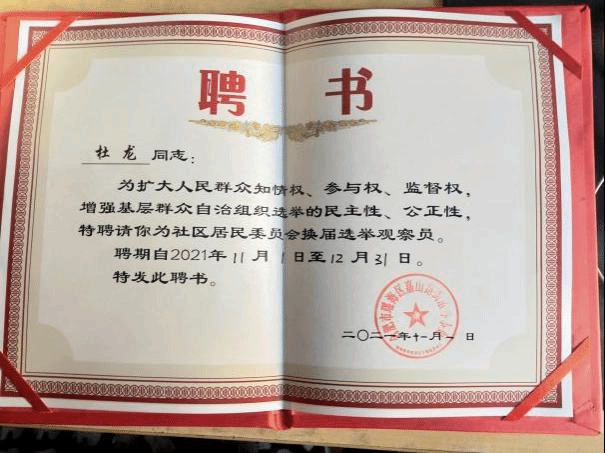 聘 书
杜龙 同志：
为扩大人民群众知情权、参与权、监督权，
增强基层群众自治组织选举的民主性、公正性，
特聘请你为社区居民委员会换届选举观察员。
聘期自2021年11月1日至12月31日。
特发此聘书。
二〇二一年十一月一日